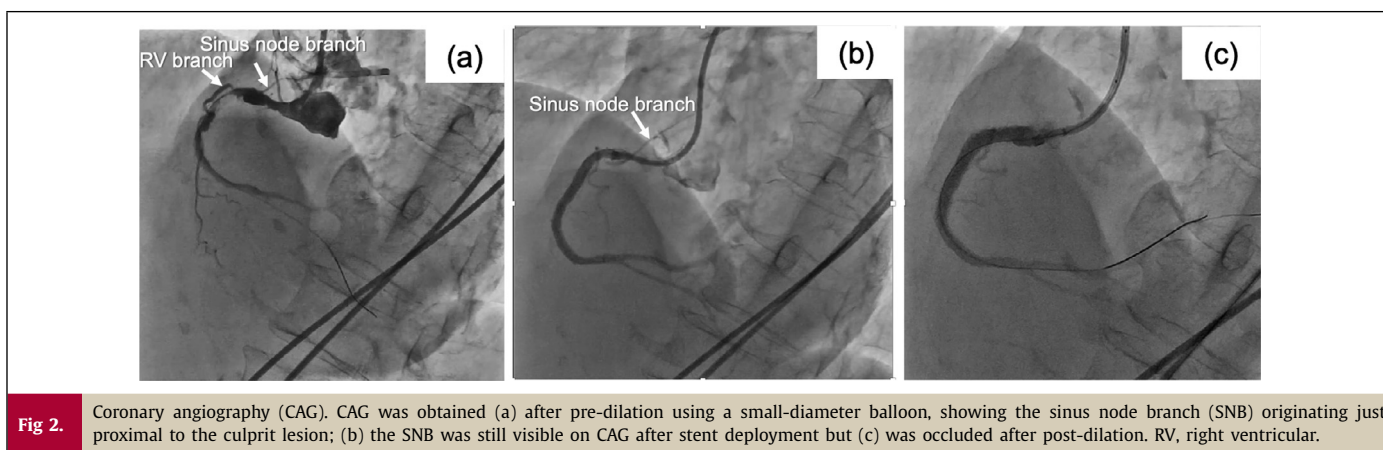 Sinus node branch
RV branch
(a)
Sinus node branch
(b)
(c)
Fig 2.
Coronary angiography (CAG). CAG was obtained (a) after pre-dilation using a small-diameter balloon, showing the sinus node branch (SNB) originating just
proximal to the culprit lesion; (b) the SNB was still visible on CAG after stent deployment but (c) was occluded after post-dilation. RV, right ventricular.